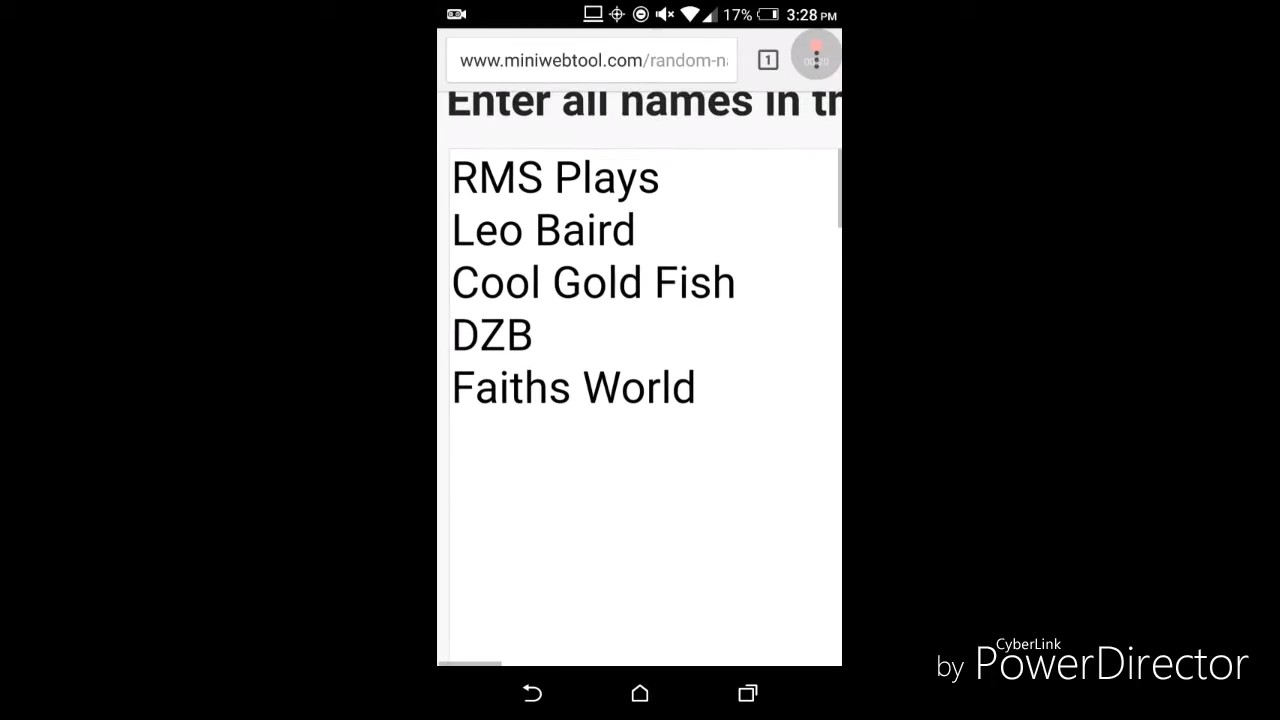 17% 3:28 PM
www.miniwebtool.com/random-n
1
Enter all names in th
RMS Plays
Leo Baird
Cool Gold Fish
DZB
Faiths World
CyberLink
by PowerDirector